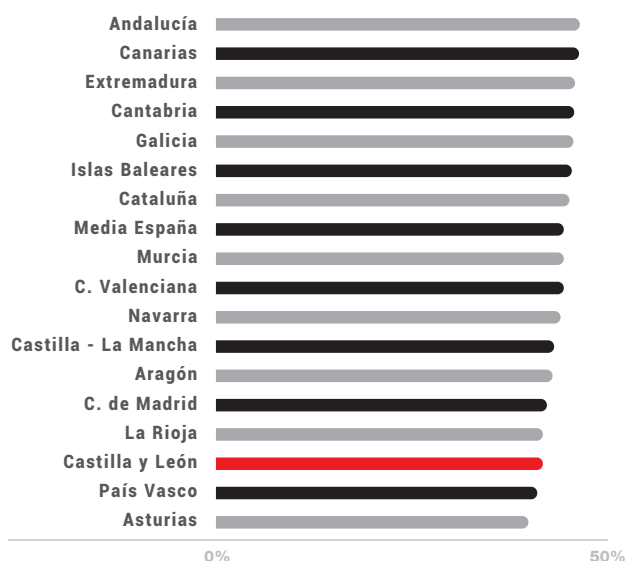 Andalucía
Canarias
Extremadura
Cantabria
Galicia
Islas Baleares
Cataluña
Media España
Murcia
C. Valenciana
Navarra
Castilla - La Mancha
Aragón
C. de Madrid
La Rioja
Castilla y León
País Vasco
Asturias
0% 50%